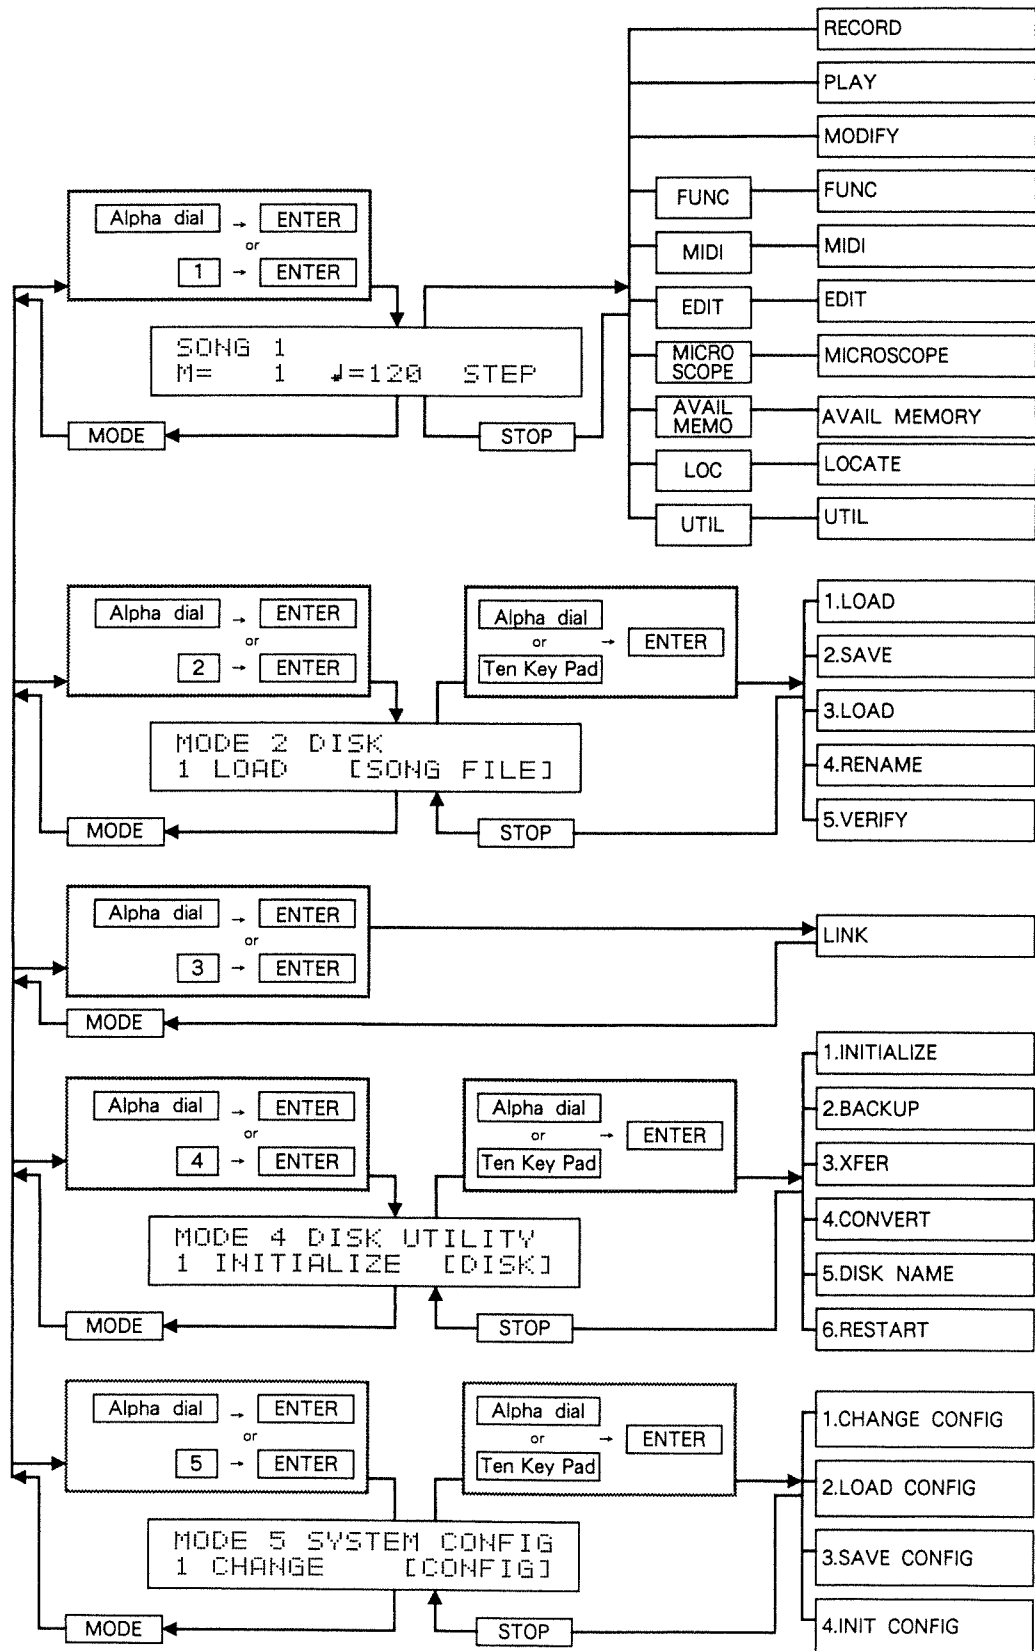 RECORD
PLAY
MODIFY
Alpha dial → ENTER
or
1 → ENTER
FUNC FUNC
MIDI MIDI
EDIT EDIT
SONG 1
M= 1 ♩=120 STEP
MICRO
SCOPE
MICROSCOPE
AVAIL
MEMO
AVAIL MEMORY
MODE
STOP
LOC LOCATE
UTIL UTIL
Alpha dial → ENTER
or
2 → ENTER
Alpha dial
or → ENTER
Ten Key Pad
1.LOAD
2.SAVE
3.LOAD
4.RENAME
5.VERIFY
MODE 2 DISK
1 LOAD [SONG FILE]
MODE
STOP
Alpha dial → ENTER
or
3 → ENTER
LINK
MODE
Alpha dial → ENTER
or
4 → ENTER
Alpha dial
or → ENTER
Ten Key Pad
1.INITIALIZE
2.BACKUP
3.XFER
4.CONVERT
5.DISK NAME
6.RESTART
MODE 4 DISK UTILITY
1 INITIALIZE [DISK]
MODE
STOP
Alpha dial → ENTER
or
5 → ENTER
Alpha dial
or → ENTER
Ten Key Pad
1.CHANGE CONFIG
2.LOAD CONFIG
3.SAVE CONFIG
4.INIT CONFIG
MODE 5 SYSTEM CONFIG
1 CHANGE [CONFIG]
MODE
STOP